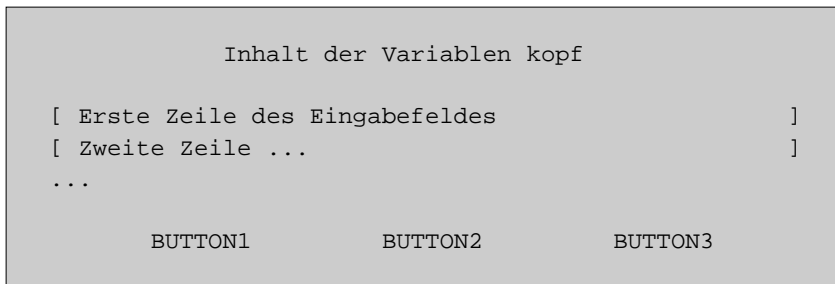 Inhalt der Variablen kopf
[ Erste Zeile des Eingabefeldes ]
[ Zweite Zeile ... ]
...
BUTTON1 BUTTON2 BUTTON3